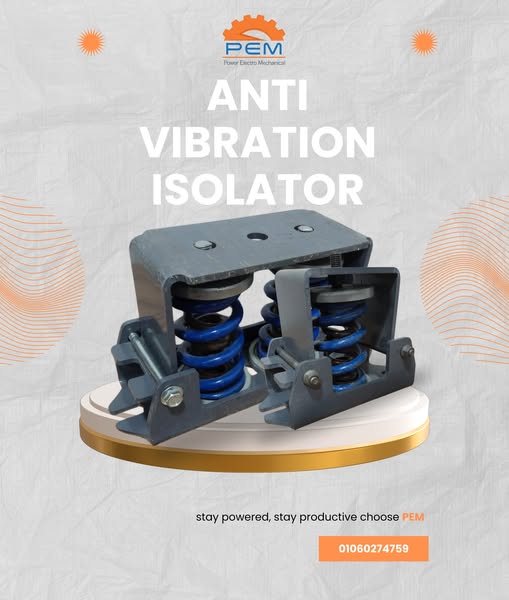 PEM
Power Electro Mechanical
ANTI
VIBRATION
ISOLATOR
stay powered, stay productive choose PEM
01060274759